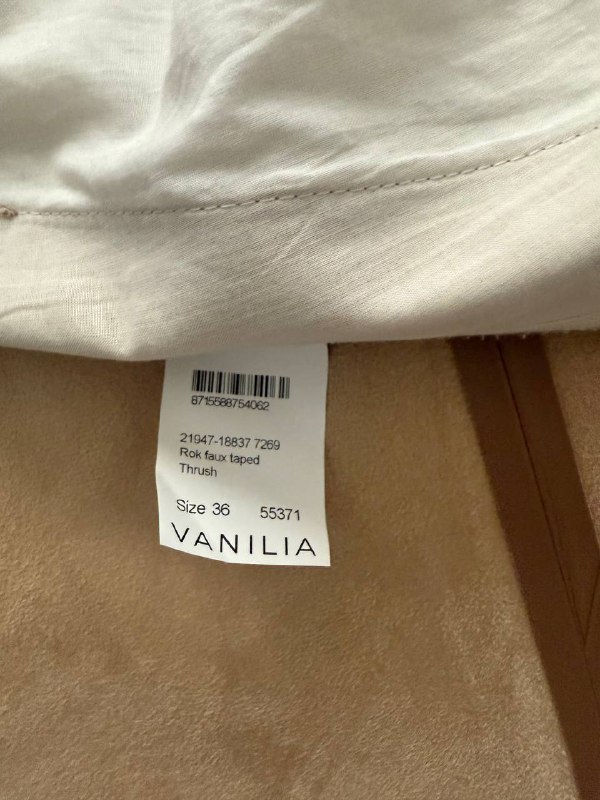 8715588754062
21947-18837 7269
Rok faux taped
Thrush
Size 36 55371
VANILIA